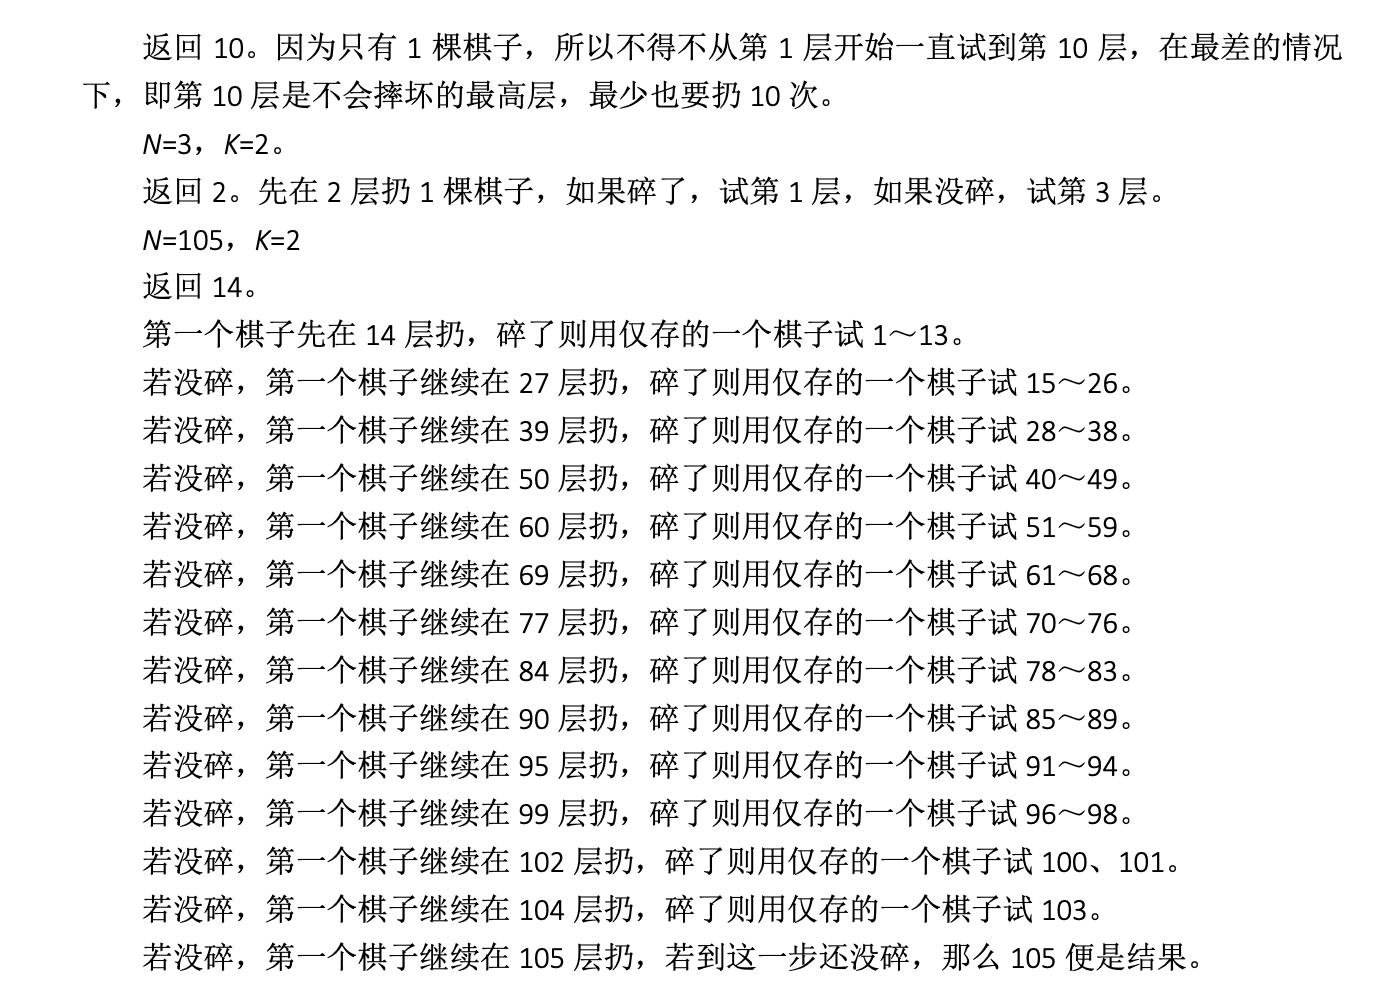 返回 10。因为只有 1 棵棋子，所以不得不从第 1 层开始一直试到第 10 层，在最差的情况
下，即第 10 层是不会摔坏的最高层，最少也要扔 10 次。
N=3，K=2。
返回 2。先在 2 层扔 1 棵棋子，如果碎了，试第 1 层，如果没碎，试第 3 层。
N=105，K=2
返回 14。
第一个棋子先在 14 层扔，碎了则用仅存的一个棋子试 1～13。
若没碎，第一个棋子继续在 27 层扔，碎了则用仅存的一个棋子试 15～26。
若没碎，第一个棋子继续在 39 层扔，碎了则用仅存的一个棋子试 28～38。
若没碎，第一个棋子继续在 50 层扔，碎了则用仅存的一个棋子试 40～49。
若没碎，第一个棋子继续在 60 层扔，碎了则用仅存的一个棋子试 51～59。
若没碎，第一个棋子继续在 69 层扔，碎了则用仅存的一个棋子试 61～68。
若没碎，第一个棋子继续在 77 层扔，碎了则用仅存的一个棋子试 70～76。
若没碎，第一个棋子继续在 84 层扔，碎了则用仅存的一个棋子试 78～83。
若没碎，第一个棋子继续在 90 层扔，碎了则用仅存的一个棋子试 85～89。
若没碎，第一个棋子继续在 95 层扔，碎了则用仅存的一个棋子试 91～94。
若没碎，第一个棋子继续在 99 层扔，碎了则用仅存的一个棋子试 96～98。
若没碎，第一个棋子继续在 102 层扔，碎了则用仅存的一个棋子试 100、101。
若没碎，第一个棋子继续在 104 层扔，碎了则用仅存的一个棋子试 103。
若没碎，第一个棋子继续在 105 层扔，若到这一步还没碎，那么 105 便是结果。